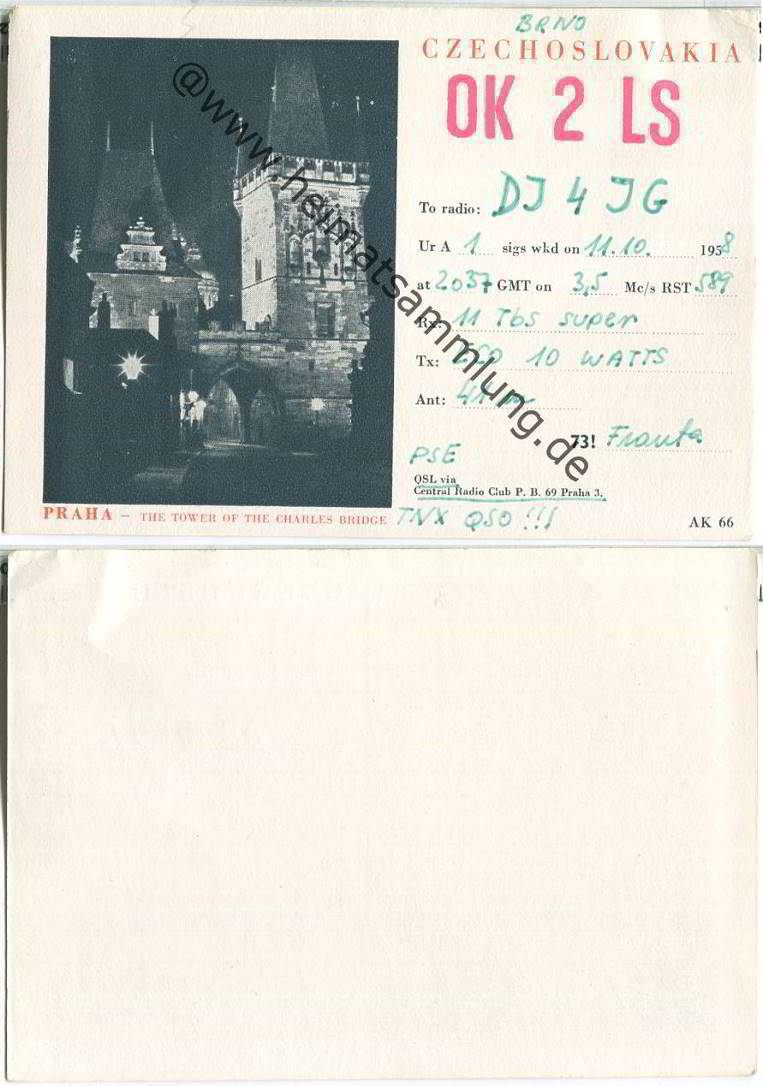 BRNO
CZECHOSLOVAKIA
OK 2 LS
To radio: DJ 4 JG
Ur A 1 sigs wkd on 11.10. 1958
at 2037 GMT on 3,5 Mc/s RST 589
Rx: 11 Tbs super
Tx: 10 WATTS
Ant:
73! Franta
PSE
QSL via
Central Radio Club P. B. 69 Praha 3.
PRAHA – THE TOWER OF THE CHARLES BRIDGE TNX QSO !!!
AK 66
@www.heimatsammlung.de